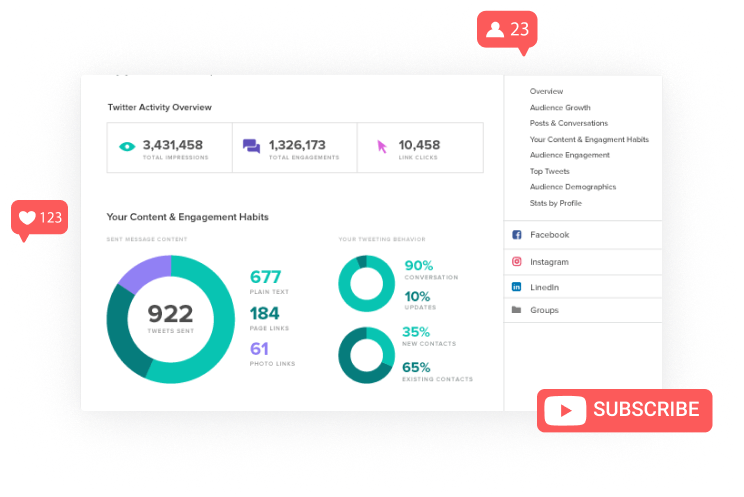 23
Twitter Activity Overview
3,431,458
TOTAL IMPRESSIONS
1,326,173
TOTAL ENGAGEMENTS
10,458
LINK CLICKS
Overview
Audience Growth
Posts & Conversations
Your Content & Engagment Habits
Audience Engagement
Top Tweets
Audience Demographics
Stats by Profile
Facebook
Instagram
LinedIn
Groups
123
Your Content & Engagement Habits
SENT MESSAGE CONTENT
922
TWEETS SENT
677
PLAIN TEXT
184
PAGE LINKS
61
PHOTO LINKS
YOUR TWEETING BEHAVIOR
90%
CONVERSATION
10%
UPDATES
35%
NEW CONTACTS
65%
EXISTING CONTACTS
SUBSCRIBE